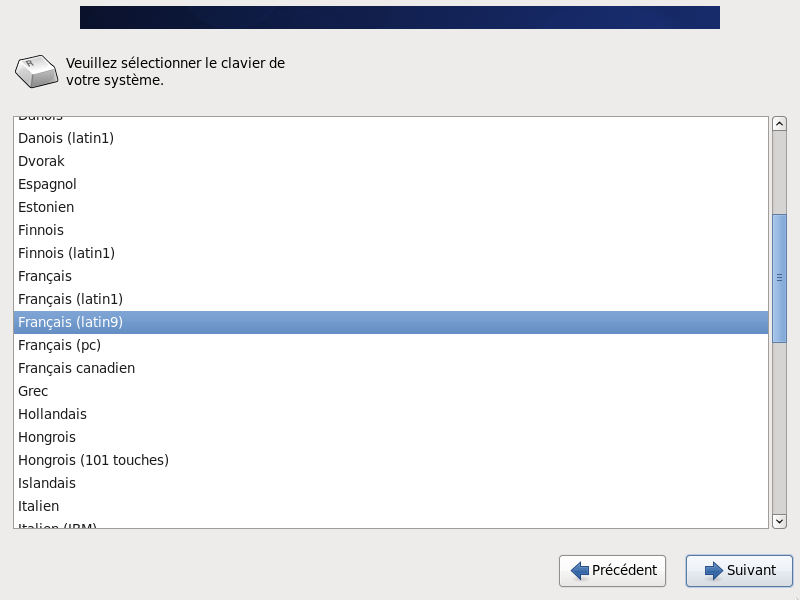 Veuillez sélectionner le clavier de
votre système.
Danois
Danois (latin1)
Dvorak
Espagnol
Estonien
Finnois
Finnois (latin1)
Français
Français (latin1)
Français (latin9)
Français (pc)
Français canadien
Grec
Hollandais
Hongrois
Hongrois (101 touches)
Islandais
Italien
Italien (IBM)
Précédent
Suivant